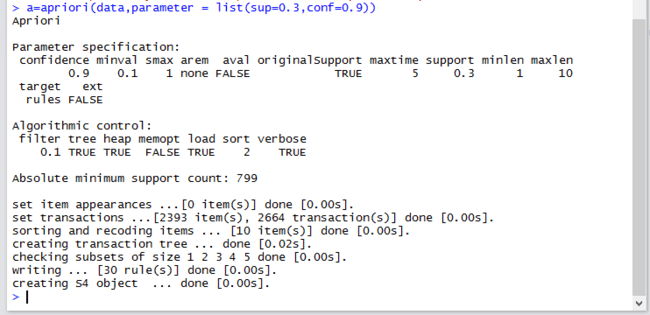 > a=apriori(data,parameter = list(sup=0.3,conf=0.9))
Apriori

Parameter specification:
 confidence minval smax arem  aval originalSupport maxtime support minlen maxlen
        0.9    0.1    1 none FALSE            TRUE       5     0.3      1     10
 target   ext
  rules FALSE

Algorithmic control:
 filter tree heap memopt load sort verbose
    0.1 TRUE TRUE  FALSE TRUE    2    TRUE

Absolute minimum support count: 799

set item appearances ...[0 item(s)] done [0.00s].
set transactions ...[2393 item(s), 2664 transaction(s)] done [0.00s].
sorting and recoding items ... [10 item(s)] done [0.00s].
creating transaction tree ... done [0.02s].
checking subsets of size 1 2 3 4 5 done [0.00s].
writing ... [30 rule(s)] done [0.00s].
creating S4 object  ... done [0.00s].
>